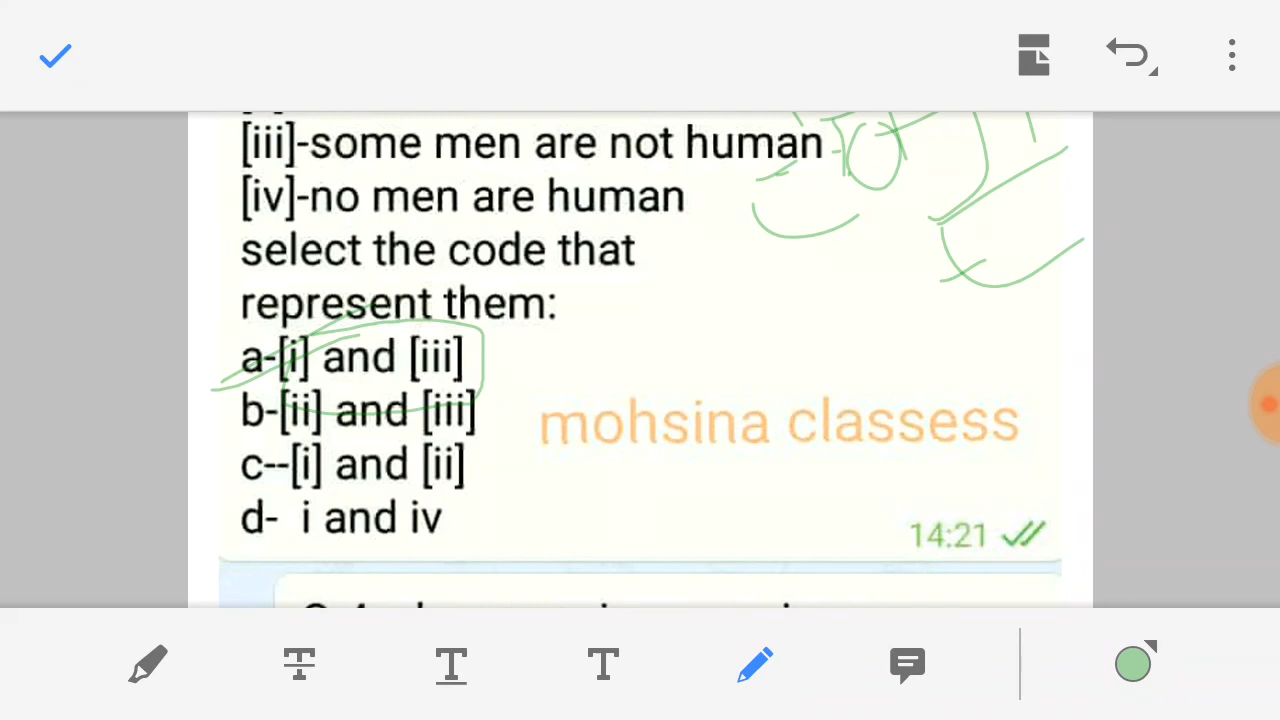 [iii]-some men are not human
[iv]-no men are human
select the code that
represent them:
a-[i] and [iii]
b-[ii] and [iii]
c--[i] and [ii]
d- i and iv
mohsina classess
14:21